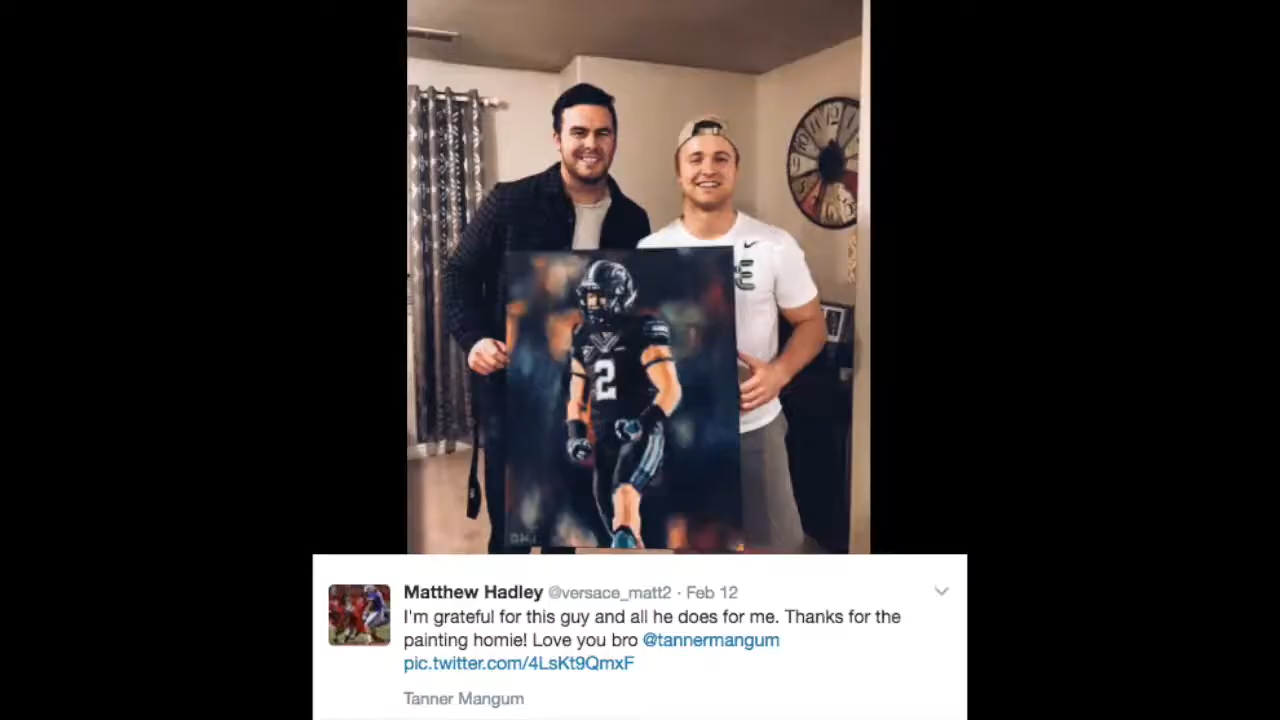 2
Matthew Hadley @versace_matt2 · Feb 12
I'm grateful for this guy and all he does for me. Thanks for the
painting homie! Love you bro @tannermangum
pic.twitter.com/4LsKt9QmxF
Tanner Mangum